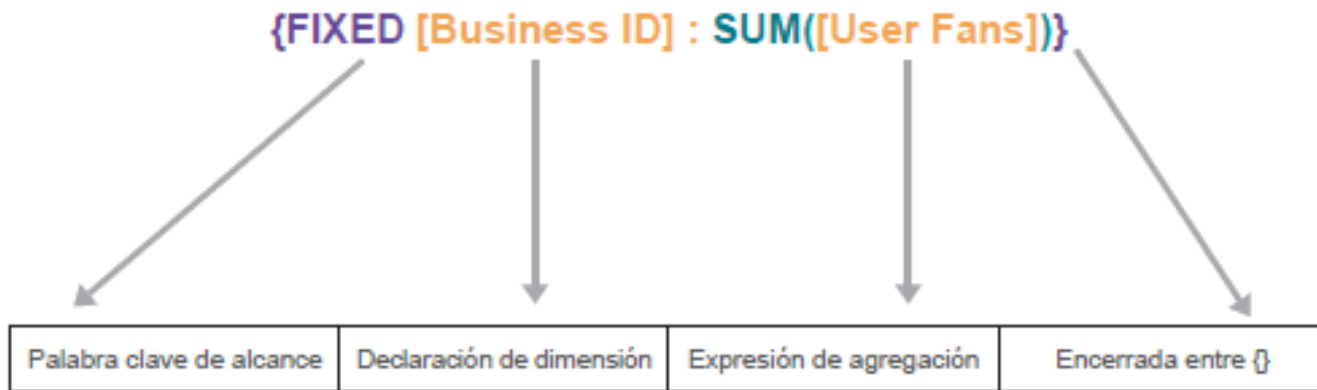 {FIXED [Business ID] : SUM([User Fans])}
Palabra clave de alcance
Declaración de dimensión
Expresión de agregación
Encerrada entre {}